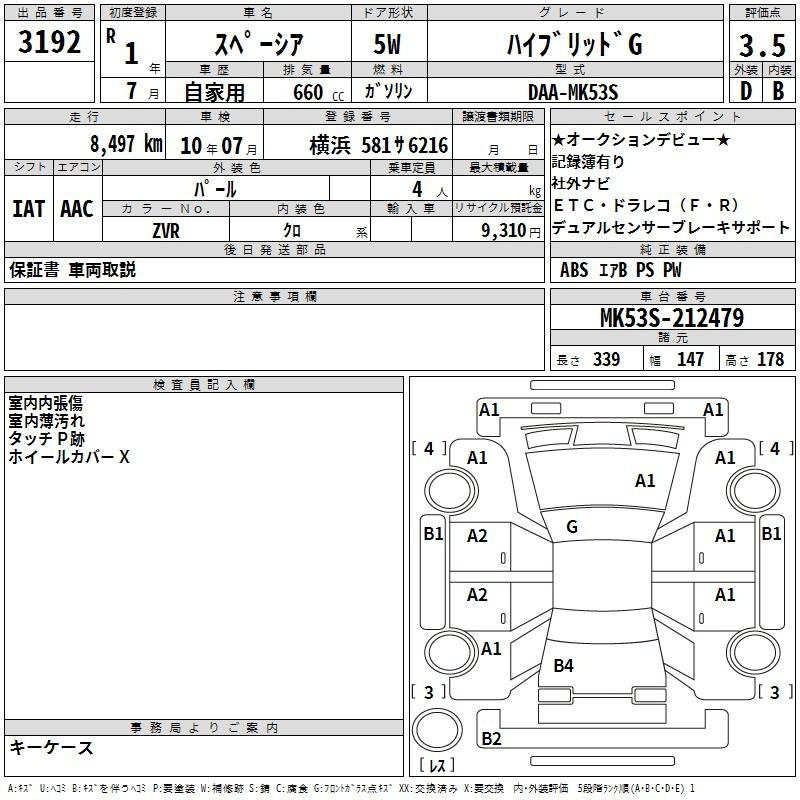 出品番号 初度登録 車名 ドア形状 グレード 評価点
3192 R 1年 スペーシア 5W ハイブリッドG 3.5
車歴 排気量 燃料 型式 外装 内装
7月 自家用 660 CC ガソリン DAA-MK53S D B
走行 車検 登録番号 譲渡書類期限 セールスポイント
8,497 km 10年07月 横浜 581サ6216 月 日
★オークションデビュー★
記録簿有り
社外ナビ
ETC・ドラレコ(F・R)
デュアルセンサーブレーキサポート
シフト エアコン 外装色 乗車定員 最大積載量
IAT AAC パール 4人 kg
カラーNo. 内装色 輸入車 リサイクル預託金
ZVR クロ 系 9,310円
後日発送部品 純正装備
保証書 車両取説 ABS エアB PS PW
注意事項欄 車台番号
MK53S-212479
諸元
長さ 339 幅 147 高さ 178
検査員記入欄
室内内張傷
室内薄汚れ
タッチP跡
ホイールカバーX
A1 A1
[ 4 ] A1 A1 [ 4 ]
A1
G
B1 A2 A1 B1
A2 A1
A1
B4
[ 3 ] [ 3 ]
B2
[ レス ]
事務局よりご案内
キーケース
A:キズ U:ヘコミ B:キズを伴うヘコミ P:要塗装 W:補修跡 S:錆 C:腐食 G:フロントガラス点キズ XX:交換済み X:要交換 内・外装評価 5段階ランク順(A・B・C・D・E) 1